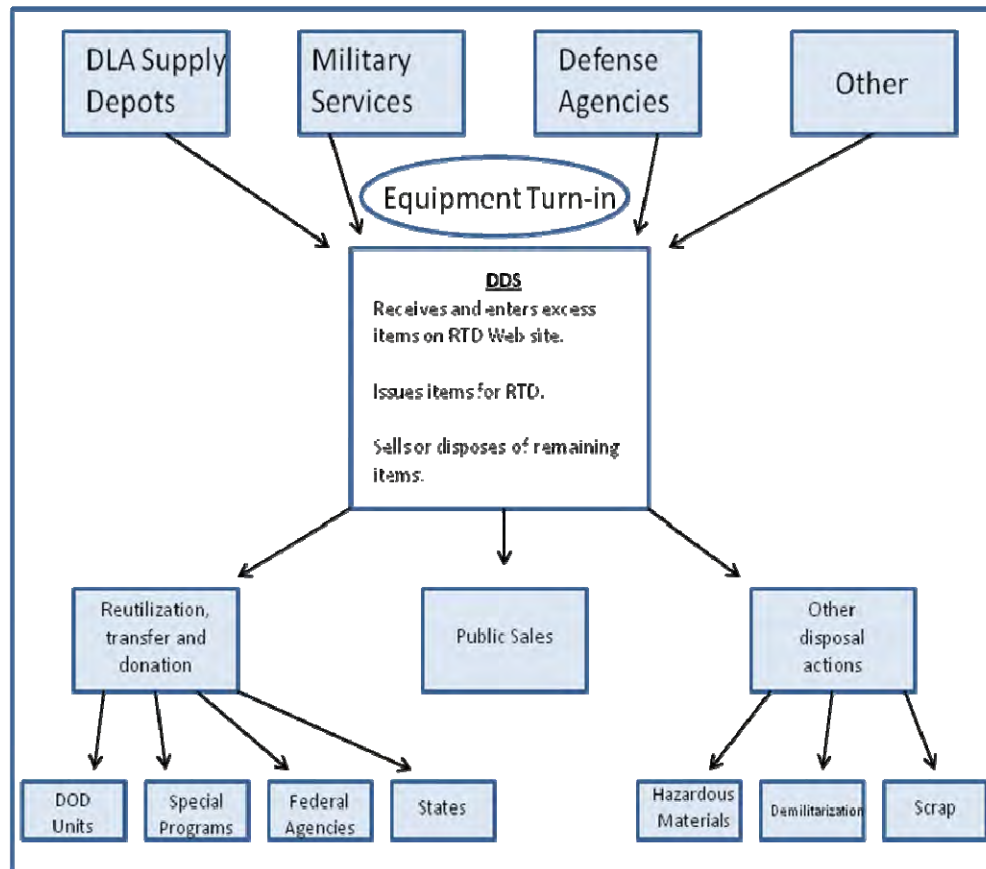 DLA Supply
Depots
Military
Services
Defense
Agencies
Other
Equipment Turn-in
DDS
Receives and enters excess
items on RTD Web site.
Issues items for RTD.
Sells or disposes of remaining
items.
Reutilization,
transfer and
donation
Public Sales
Other
disposal
actions
DOD
Units
Special
Programs
Federal
Agencies
States
Hazardous
Materials
Demilitarization
Scrap